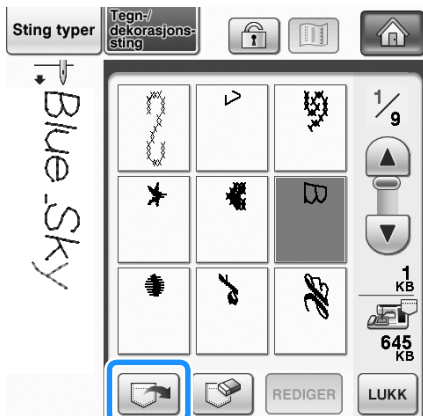 Sting typer
Tegn-/
dekorasjons-
sting
Blue_Sky
1/9
B
1
KB
645
KB
REDIGER
LUKK